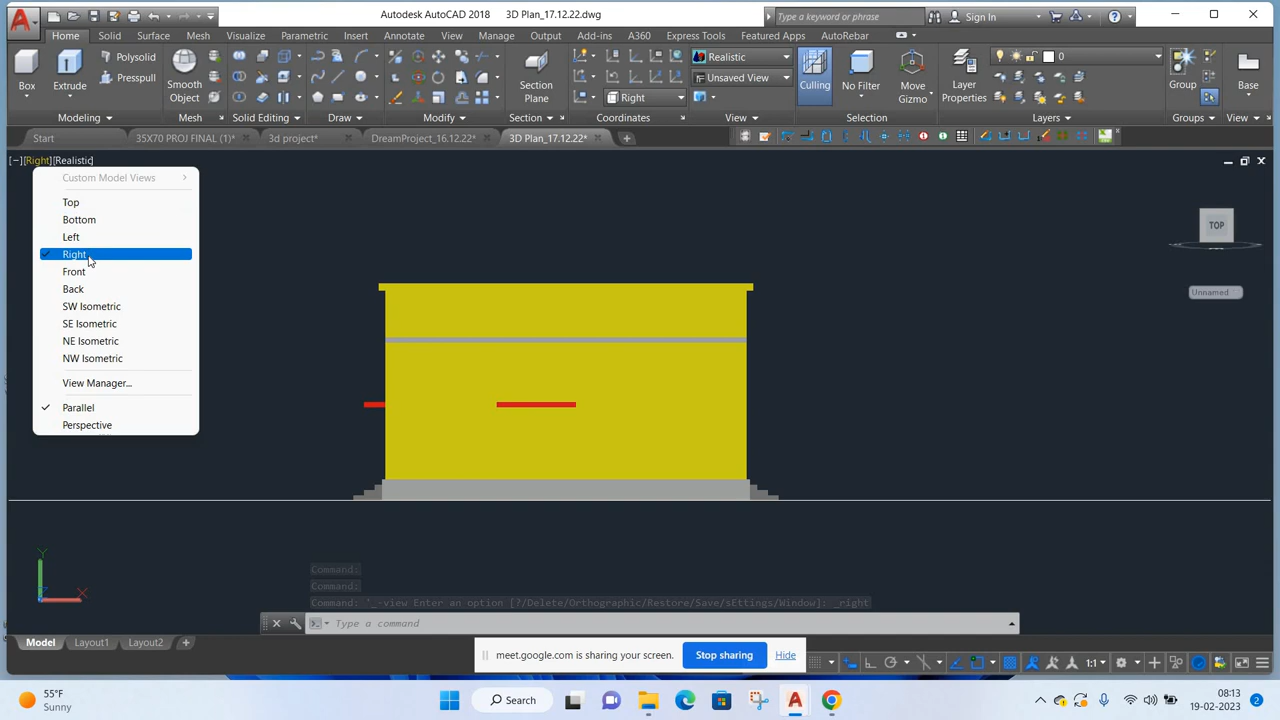 Autodesk AutoCAD 2018    3D Plan_17.12.22.dwg
Type a keyword or phrase
Sign In
Home Solid Surface Mesh Visualize Parametric Insert Annotate View Manage Output Add-ins A360 Express Tools Featured Apps AutoRebar
Polysolid
Presspull
Box
Extrude
Smooth
Object
Section
Plane
Realistic
Unsaved View
Right
Culling
No Filter
Move
Gizmo
Layer
Properties
0
Group
Base
Modeling
Solid Editing
Draw
Modify
Section
Coordinates
Selection
Layers
Groups
View
Start
35X70 PROJ FINAL (1)*
3d project*
DreamProject_16.12.22*
3D Plan_17.12.22*
[−][Right][Realistic]
Custom Model Views
Top
Bottom
Left
Right
Front
Back
SW Isometric
SE Isometric
NE Isometric
NW Isometric
View Manager...
Parallel
Perspective
TOP
Unnamed
Y
X
Command:
Command:
Command: '_-view Enter an option [?/Delete/Orthographic/Restore/Save/sEttings/Window]: _right
Type a command
Model Layout1 Layout2
meet.google.com is sharing your screen.
Stop sharing
Hide
1:1
55°F
Sunny
Search
08:13
19-02-2023
2